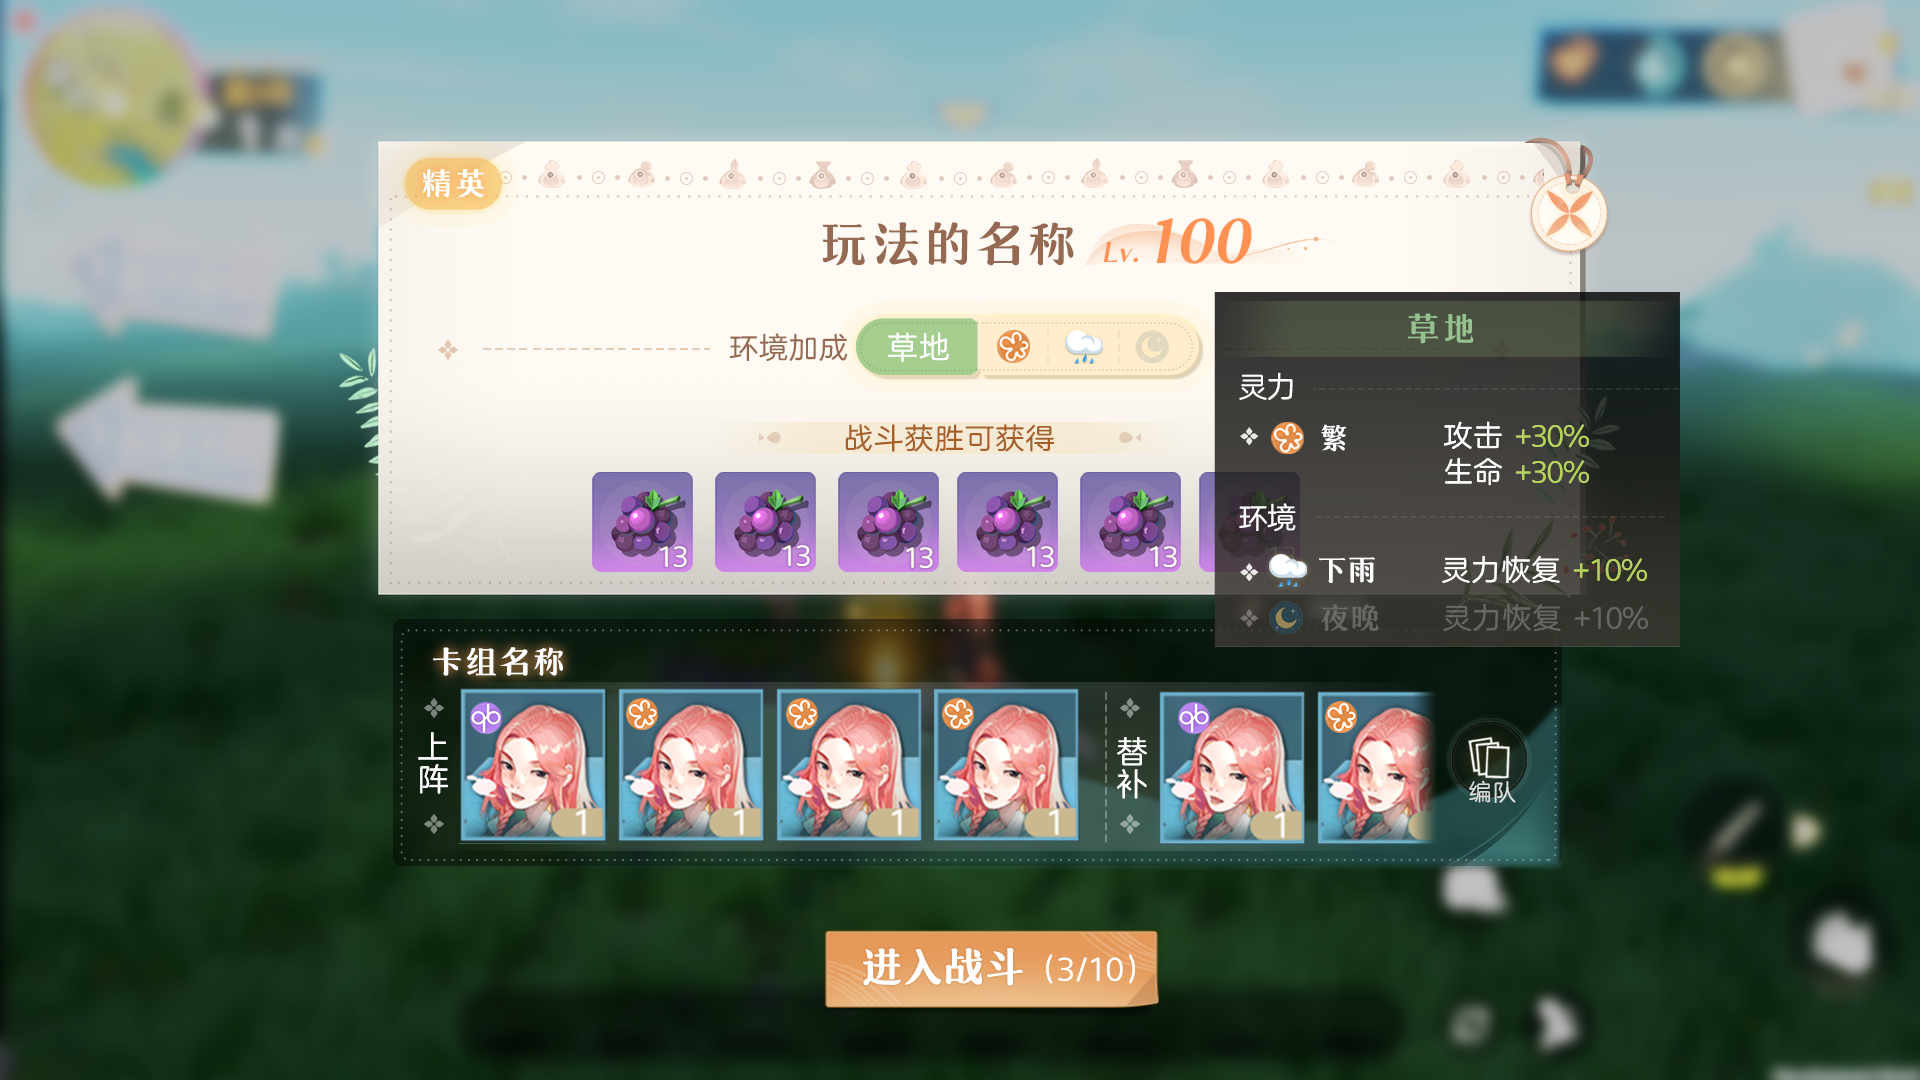 精英
玩法的名称 Lv. 100
环境加成 草地
战斗获胜可获得
13 13 13 13 13
草地
灵力
繁 攻击 +30%
生命 +30%
环境
下雨 灵力恢复 +10%
夜晚 灵力恢复 +10%
卡组名称
上阵
1 1 1 1
替补
1
编队
进入战斗 (3/10)